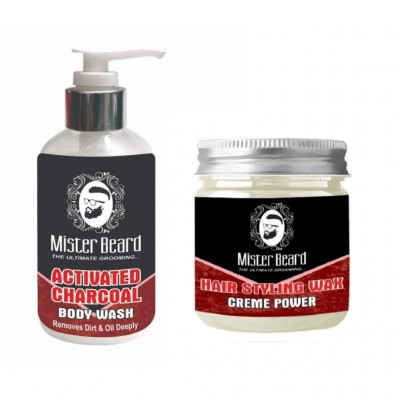 Mister Beard
THE ULTIMATE GROOMING...
ACTIVATED
CHARCOAL
BODY WASH
Removes Dirt & Oil Deeply
Mister Beard
THE ULTIMATE GROOMING...
HAIR STYLING WAX
CREME POWER